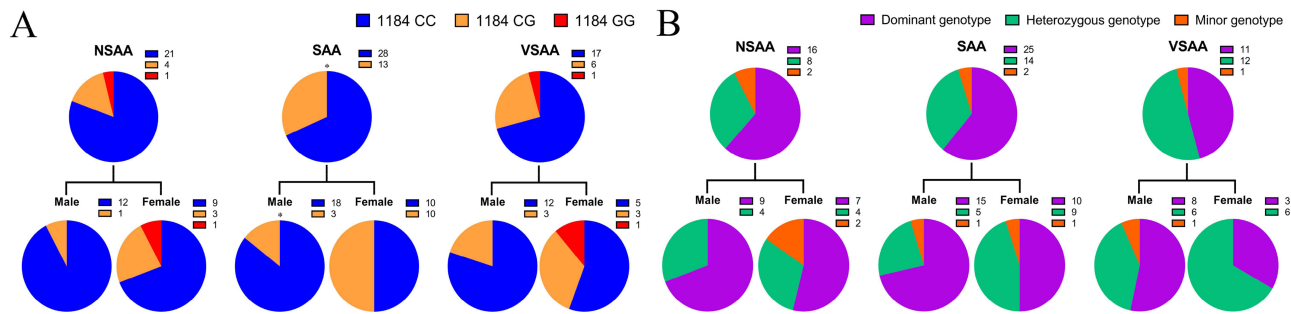 A
1184 CC 1184 CG 1184 GG
NSAA
21
4
1
SAA
28
13
*
VSAA
17
6
1
Male
12
1
Female
9
3
1
Male
18
3
*
Female
10
10
Male
12
3
Female
5
3
1
B
Dominant genotype Heterozygous genotype Minor genotype
NSAA
16
8
2
SAA
25
14
2
VSAA
11
12
1
Male
9
4
Female
7
4
2
Male
15
5
1
Female
10
9
1
Male
8
6
1
Female
3
6